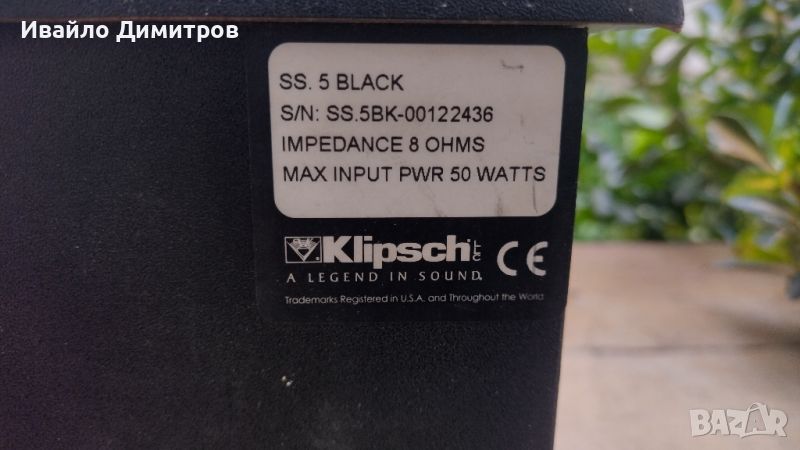 Ивайло Димитров
SS. 5 BLACK
S/N: SS.5BK-00122436
IMPEDANCE 8 OHMS
MAX INPUT PWR 50 WATTS
Klipsch
A LEGEND IN SOUND.
CE
Trademarks Registered in U.S.A. and Throughout the World
BAZAR